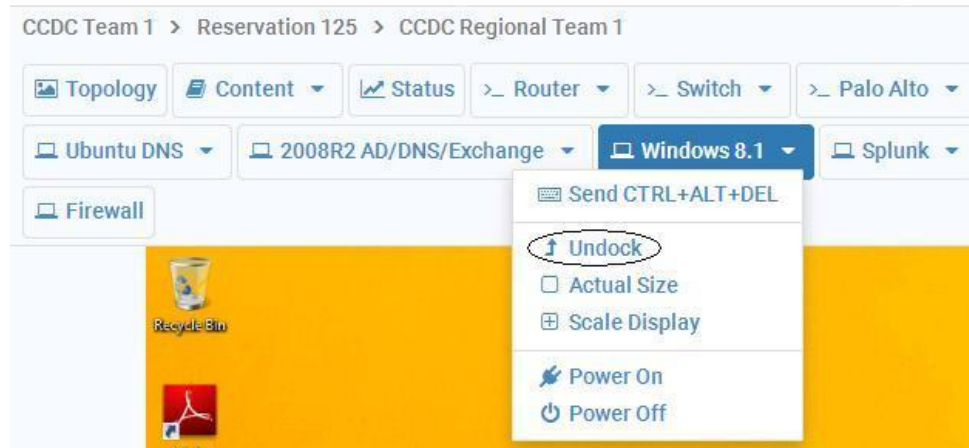 CCDC Team 1 > Reservation 125 > CCDC Regional Team 1
Topology Content Status >_ Router >_ Switch >_ Palo Alto
Ubuntu DNS 2008R2 AD/DNS/Exchange Windows 8.1 Splunk
Firewall
Send CTRL+ALT+DEL
Undock
Actual Size
Scale Display
Power On
Power Off
Recycle Bin